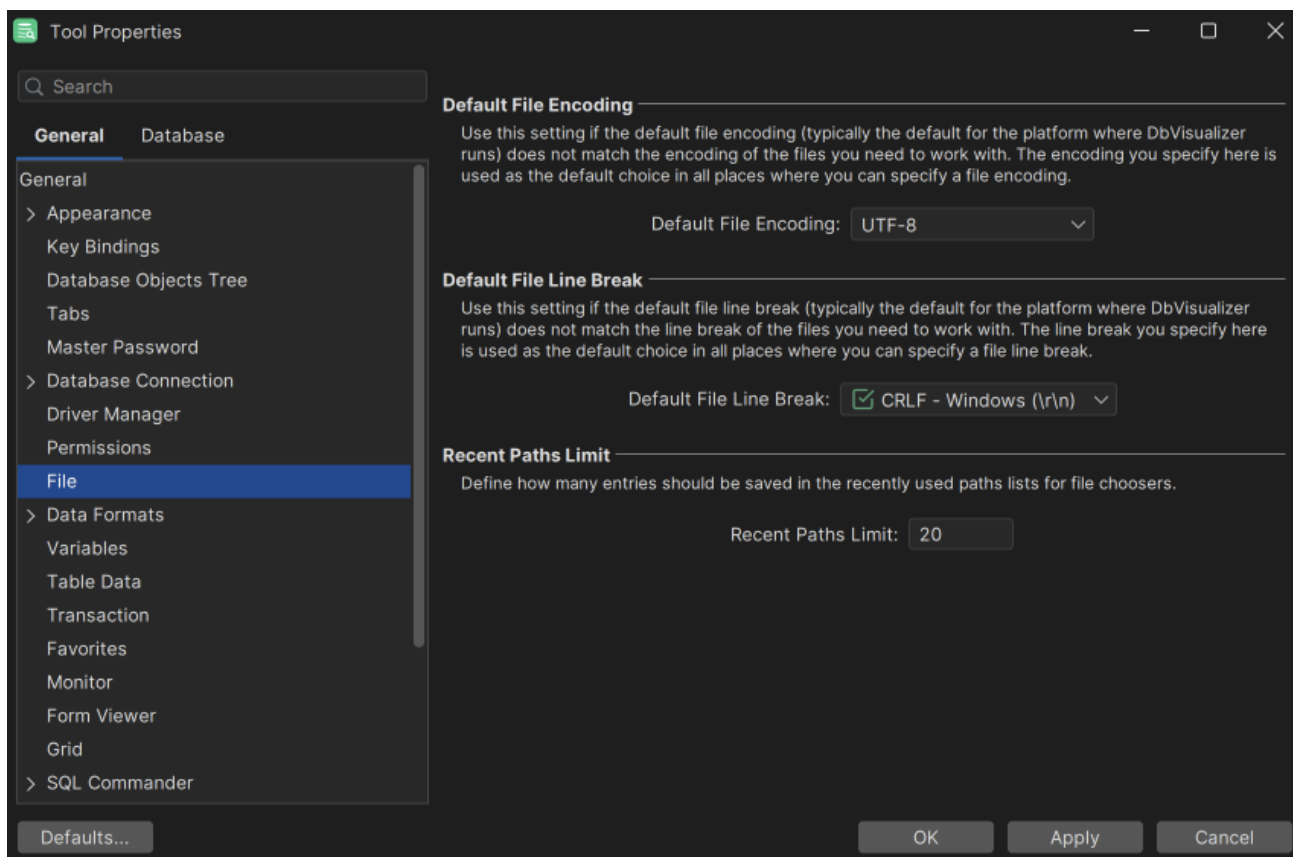 Tool Properties
Search
General Database
General
Appearance
Key Bindings
Database Objects Tree
Tabs
Master Password
Database Connection
Driver Manager
Permissions
File
Data Formats
Variables
Table Data
Transaction
Favorites
Monitor
Form Viewer
Grid
SQL Commander
Default File Encoding
Use this setting if the default file encoding (typically the default for the platform where DbVisualizer
runs) does not match the encoding of the files you need to work with. The encoding you specify here is
used as the default choice in all places where you can specify a file encoding.
Default File Encoding: UTF-8
Default File Line Break
Use this setting if the default file line break (typically the default for the platform where DbVisualizer
runs) does not match the line break of the files you need to work with. The line break you specify here
is used as the default choice in all places where you can specify a file line break.
Default File Line Break: CRLF - Windows (\r\n)
Recent Paths Limit
Define how many entries should be saved in the recently used paths lists for file choosers.
Recent Paths Limit: 20
Defaults... OK Apply Cancel